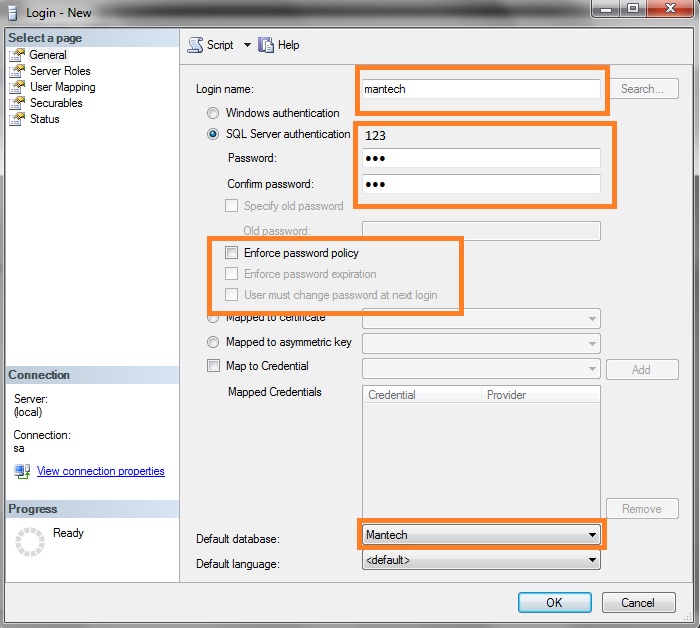 Login - New
Select a page
General
Server Roles
User Mapping
Securables
Status
Script
Help
Login name:
mantech
Search...
Windows authentication
SQL Server authentication
123
Password:
•••
Confirm password:
•••
Specify old password
Old password:
Enforce password policy
Enforce password expiration
User must change password at next login
Mapped to certificate
Mapped to asymmetric key
Map to Credential
Add
Mapped Credentials
Credential
Provider
Remove
Default database:
Mantech
Default language:
<default>
Connection
Server:
(local)
Connection:
sa
View connection properties
Progress
Ready
OK
Cancel